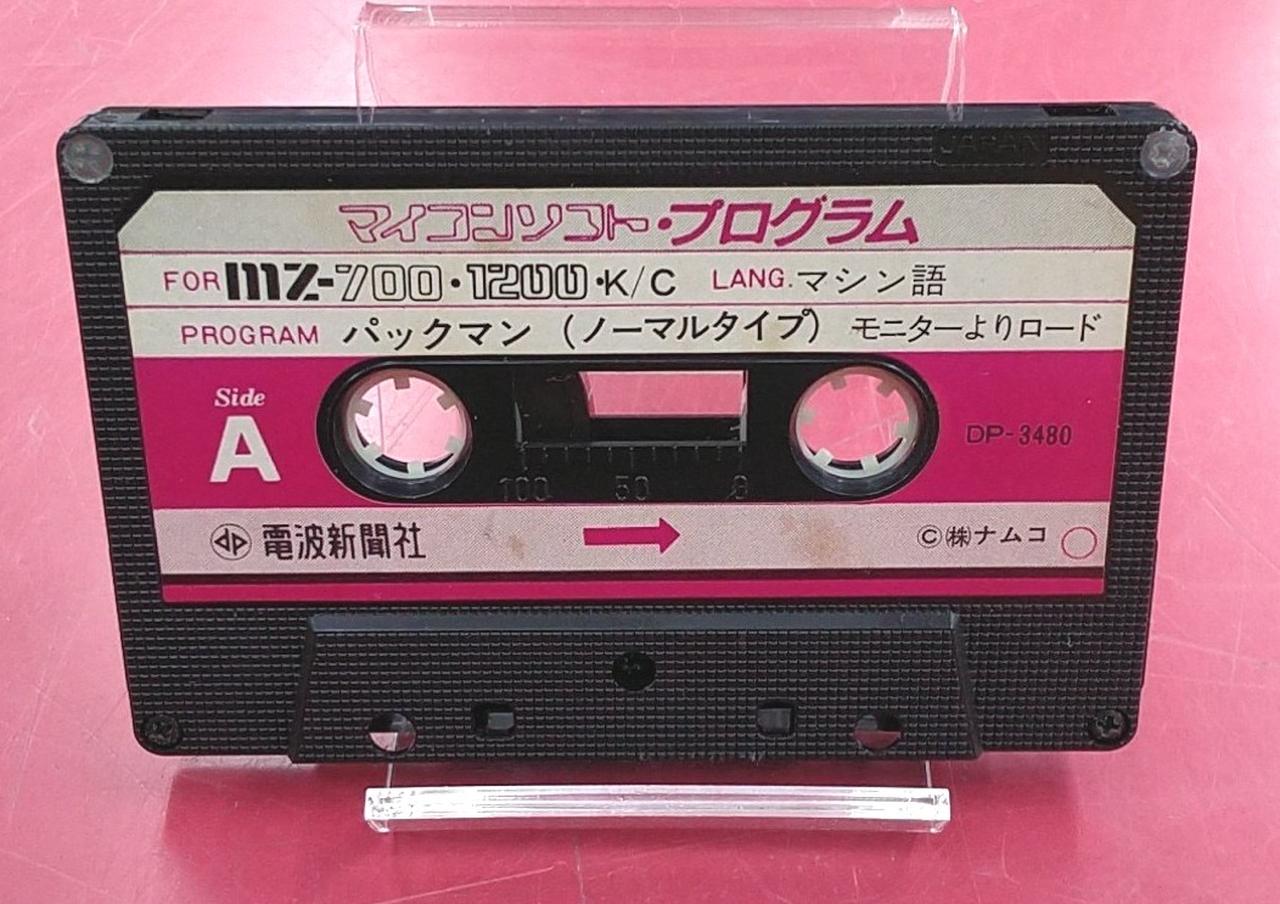 JAPAN
マイコンソフト・プログラム
FOR MZ-700・1200・K/C LANG.マシン語
PROGRAM パックマン（ノーマルタイプ）モニターよりロード
Side
A
DP-3480
100 50 0
電波新聞社
©㈱ナムコ